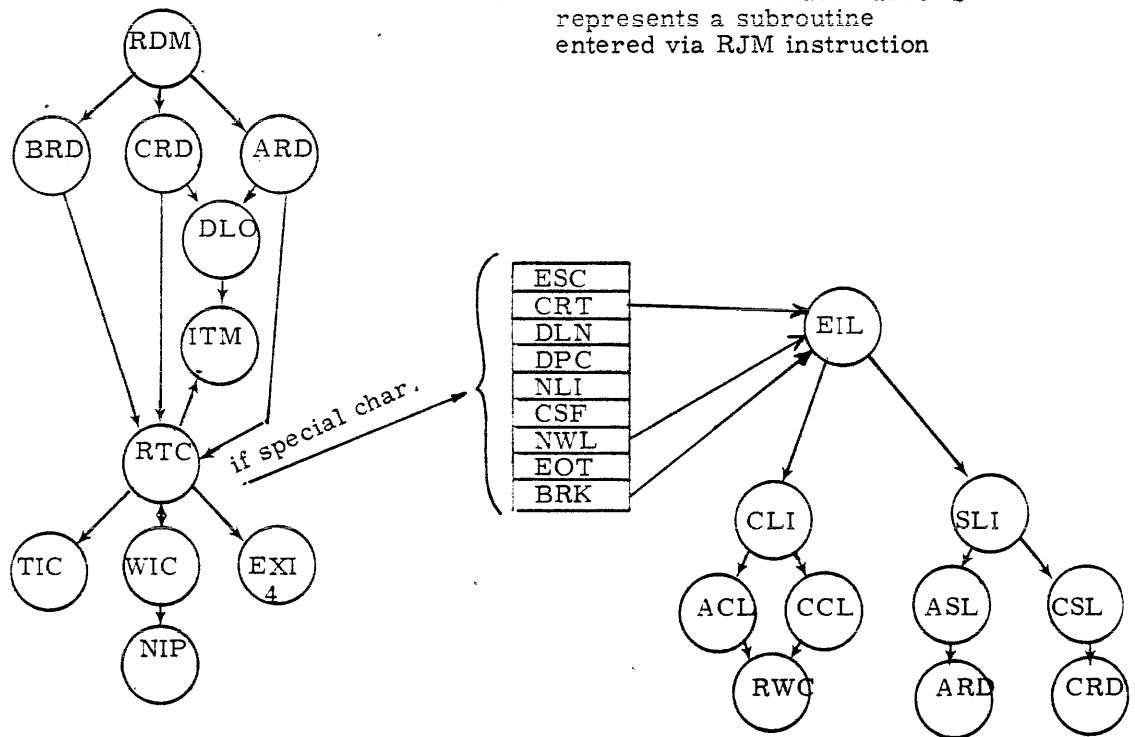 represents a subroutine
entered via RJM instruction
RDM
BRD
CRD
ARD
DLO
ITM
RTC
if special char.
TIC
WIC
EXI
4
NIP
ESC
CRT
DLN
DPC
NLI
CSF
NWL
EOT
BRK
EIL
CLI
SLI
ACL
CCL
ASL
CSL
RWC
ARD
CRD